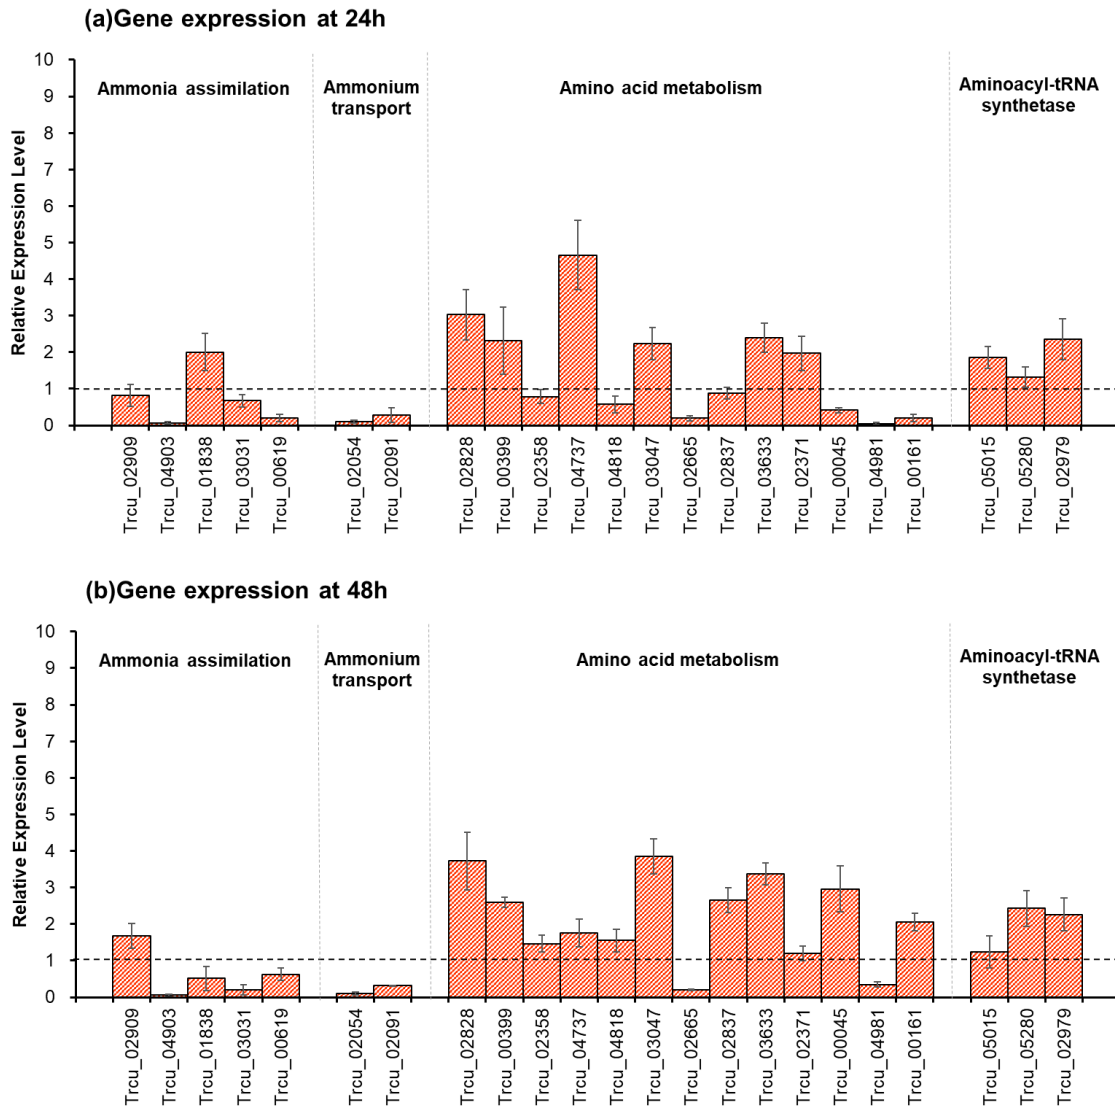 (a)Gene expression at 24h
10
9
8
7
6
5
4
3
2
1
0
Relative Expression Level
Ammonia assimilation
Ammonium
transport
Amino acid metabolism
Aminoacyl-tRNA
synthetase
Trcu_02909
Trcu_04903
Trcu_01838
Trcu_03031
Trcu_00619
Trcu_02054
Trcu_02091
Trcu_02828
Trcu_00399
Trcu_02358
Trcu_04737
Trcu_04818
Trcu_03047
Trcu_02665
Trcu_02837
Trcu_03633
Trcu_02371
Trcu_00045
Trcu_04981
Trcu_00161
Trcu_05015
Trcu_05280
Trcu_02979
(b)Gene expression at 48h
10
9
8
7
6
5
4
3
2
1
0
Relative Expression Level
Ammonia assimilation
Ammonium
transport
Amino acid metabolism
Aminoacyl-tRNA
synthetase
Trcu_02909
Trcu_04903
Trcu_01838
Trcu_03031
Trcu_00619
Trcu_02054
Trcu_02091
Trcu_02828
Trcu_00399
Trcu_02358
Trcu_04737
Trcu_04818
Trcu_03047
Trcu_02665
Trcu_02837
Trcu_03633
Trcu_02371
Trcu_00045
Trcu_04981
Trcu_00161
Trcu_05015
Trcu_05280
Trcu_02979